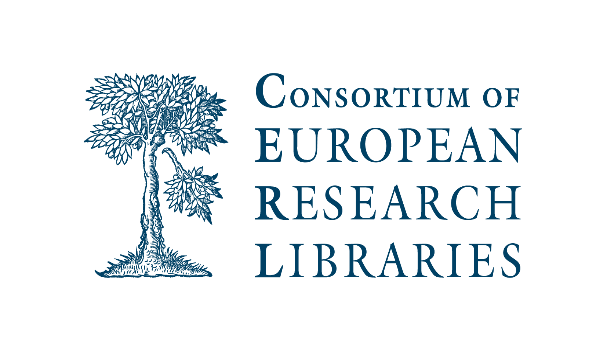 CONSORTIUM OF
EUROPEAN
RESEARCH
LIBRARIES